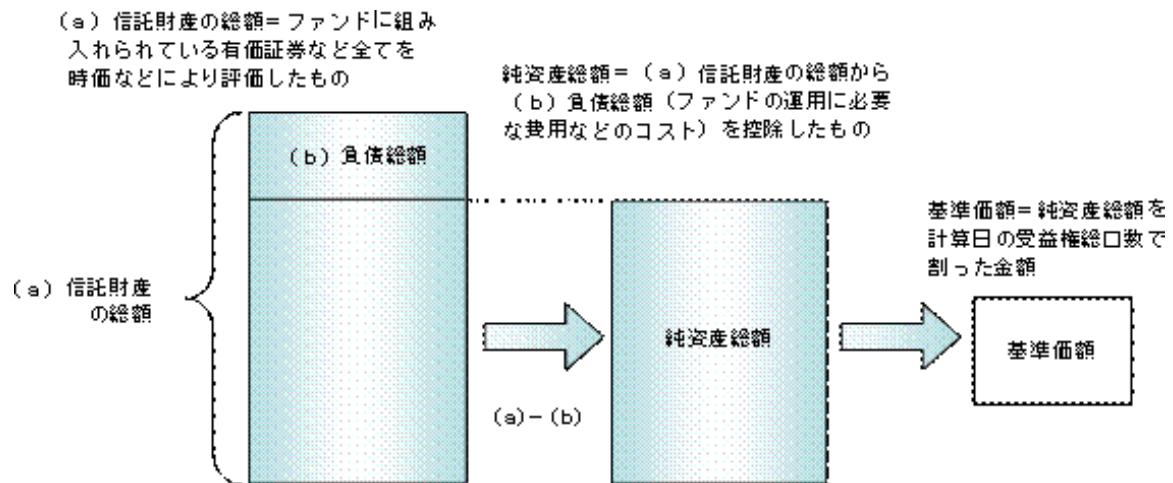 (a)信託財産の総額=ファンドに組み
入れられている有価証券など全てを
時価などにより評価したもの
純資産総額=(a)信託財産の総額から
(b)負債総額(ファンドの運用に必要
な費用などのコスト)を控除したもの
(b)負債総額
基準価額=純資産総額を
計算日の受益権総口数で
割った金額
(a)信託財産
の総額
純資産総額
基準価額
(a)-(b)